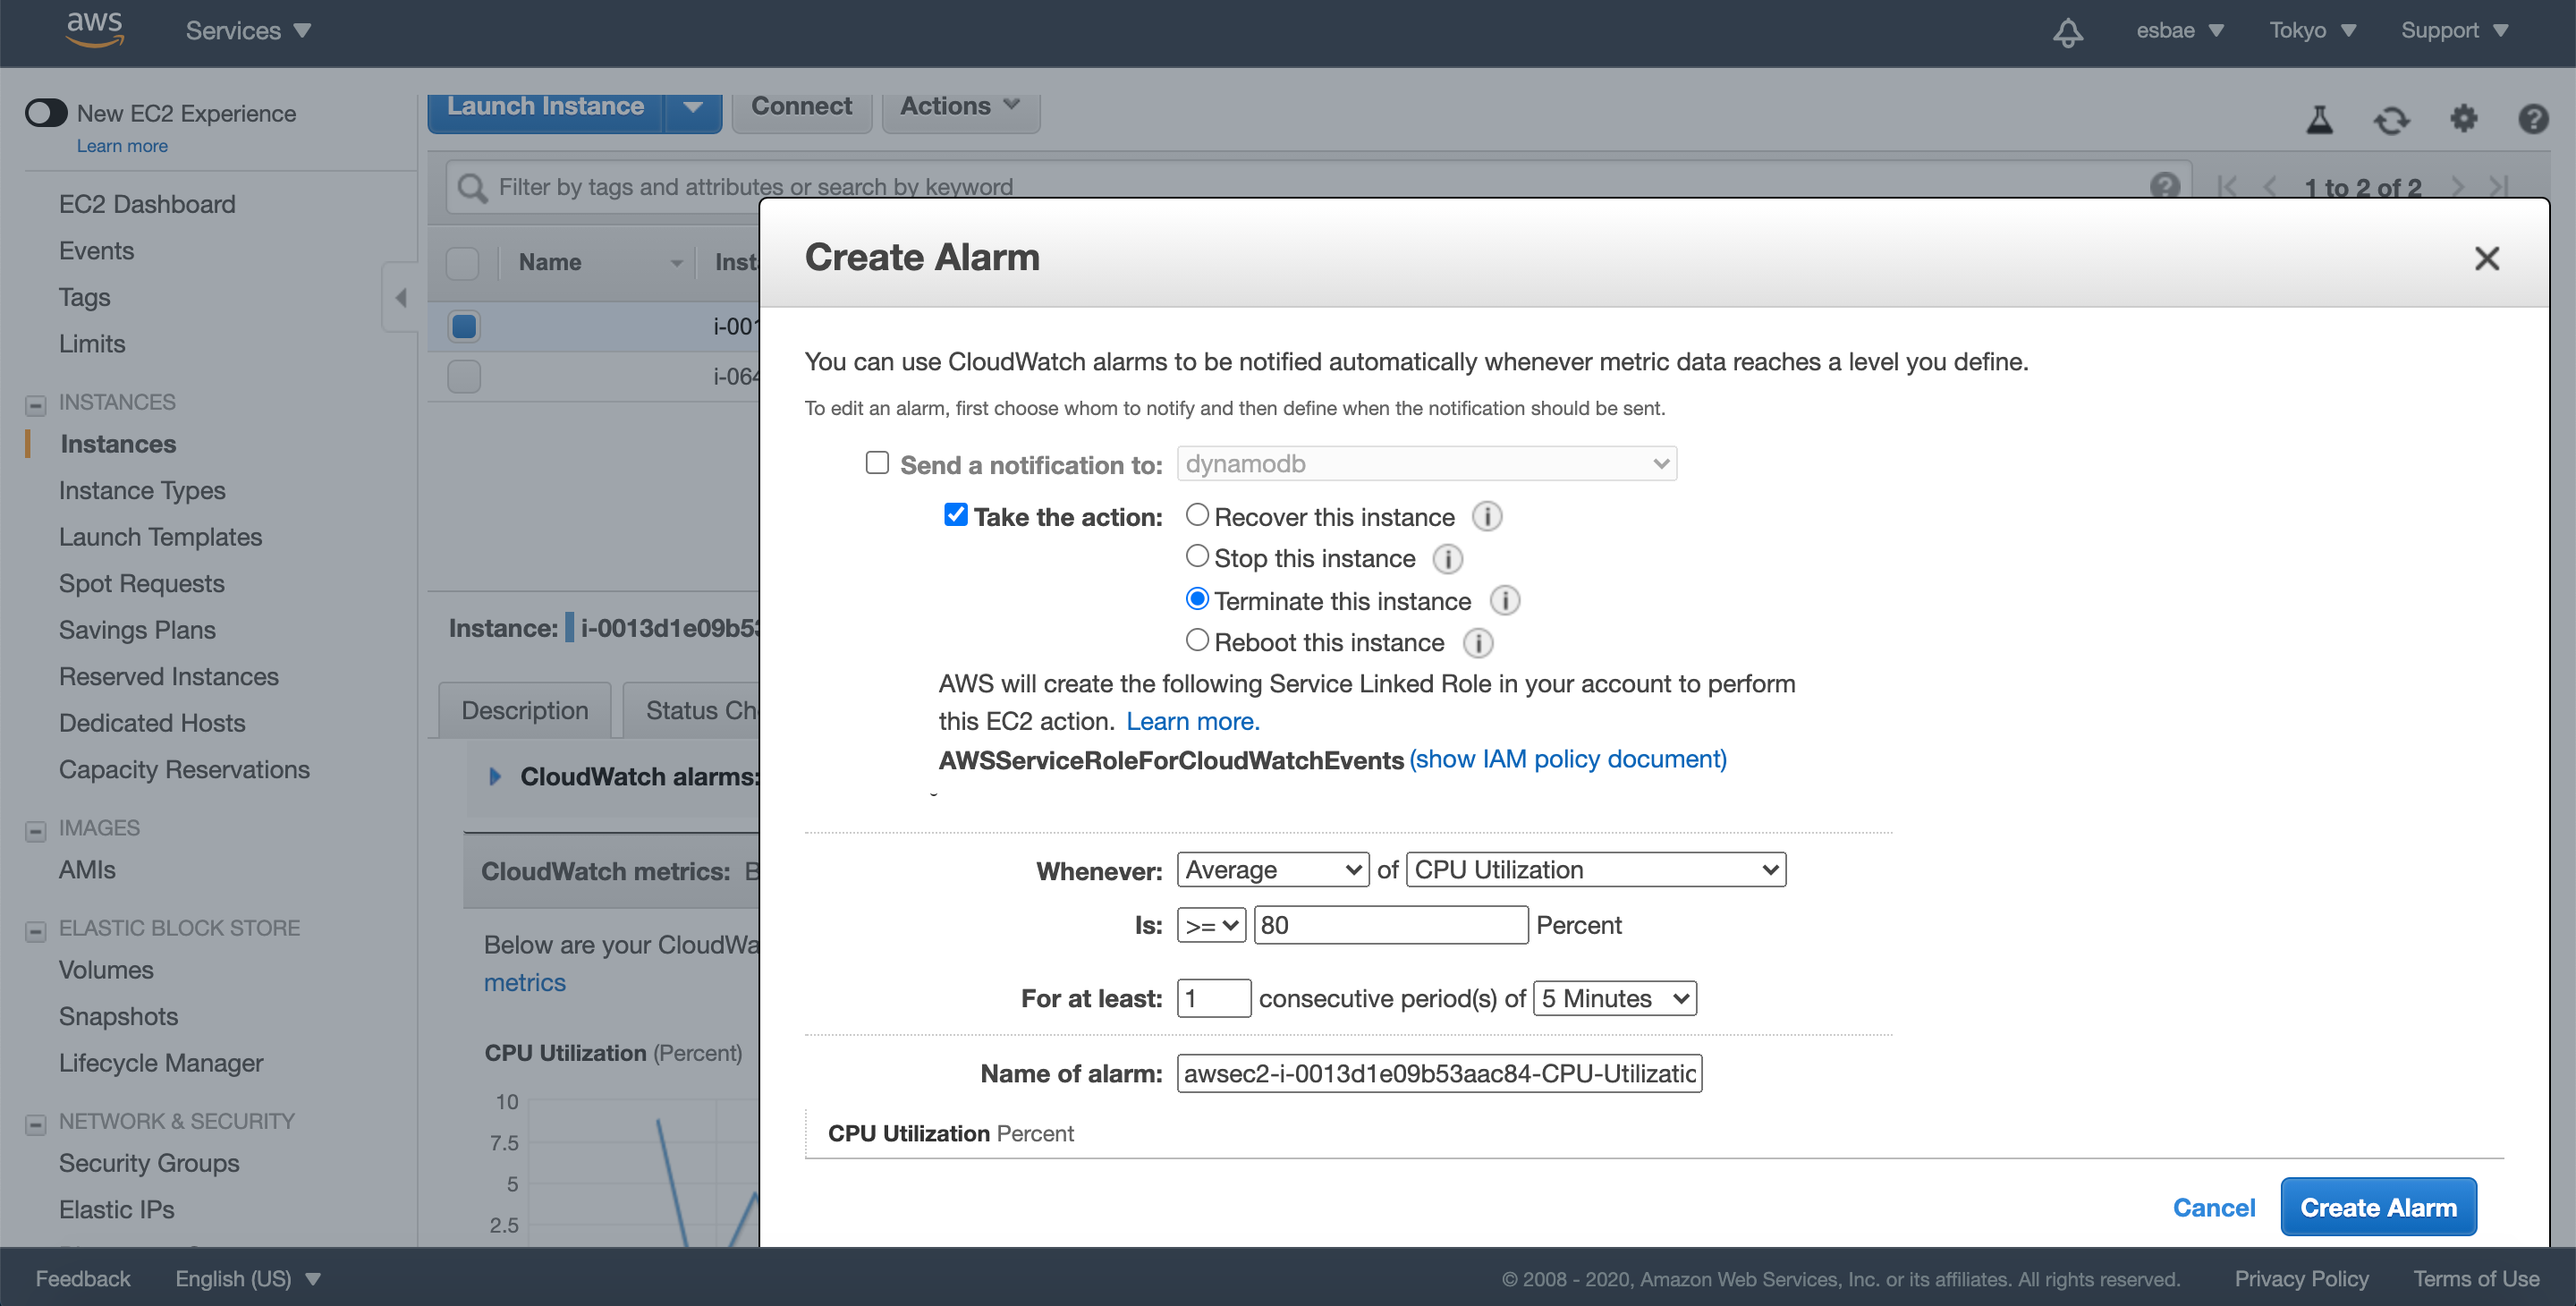 aws
Services
esbae
Tokyo
Support
New EC2 Experience
Learn more
EC2 Dashboard
Events
Tags
Limits
INSTANCES
Instances
Instance Types
Launch Templates
Spot Requests
Savings Plans
Reserved Instances
Dedicated Hosts
Capacity Reservations
IMAGES
AMIs
ELASTIC BLOCK STORE
Volumes
Snapshots
Lifecycle Manager
NETWORK & SECURITY
Security Groups
Elastic IPs
Launch Instance
Connect
Actions
Filter by tags and attributes or search by keyword
1 to 2 of 2
Name
Inst
i-001
i-064
Instance: i-0013d1e09b53
Description
Status Che
CloudWatch alarms:
CloudWatch metrics: B
Below are your CloudWa
metrics
CPU Utilization (Percent)
10
7.5
5
2.5
Create Alarm
You can use CloudWatch alarms to be notified automatically whenever metric data reaches a level you define.
To edit an alarm, first choose whom to notify and then define when the notification should be sent.
Send a notification to: dynamodb
Take the action: Recover this instance
Stop this instance
Terminate this instance
Reboot this instance
AWS will create the following Service Linked Role in your account to perform
this EC2 action. Learn more.
AWSServiceRoleForCloudWatchEvents (show IAM policy document)
Whenever: Average of CPU Utilization
Is: >= 80 Percent
For at least: 1 consecutive period(s) of 5 Minutes
Name of alarm: awsec2-i-0013d1e09b53aac84-CPU-Utilizatic
CPU Utilization Percent
Cancel
Create Alarm
Feedback
English (US)
© 2008 - 2020, Amazon Web Services, Inc. or its affiliates. All rights reserved.
Privacy Policy
Terms of Use